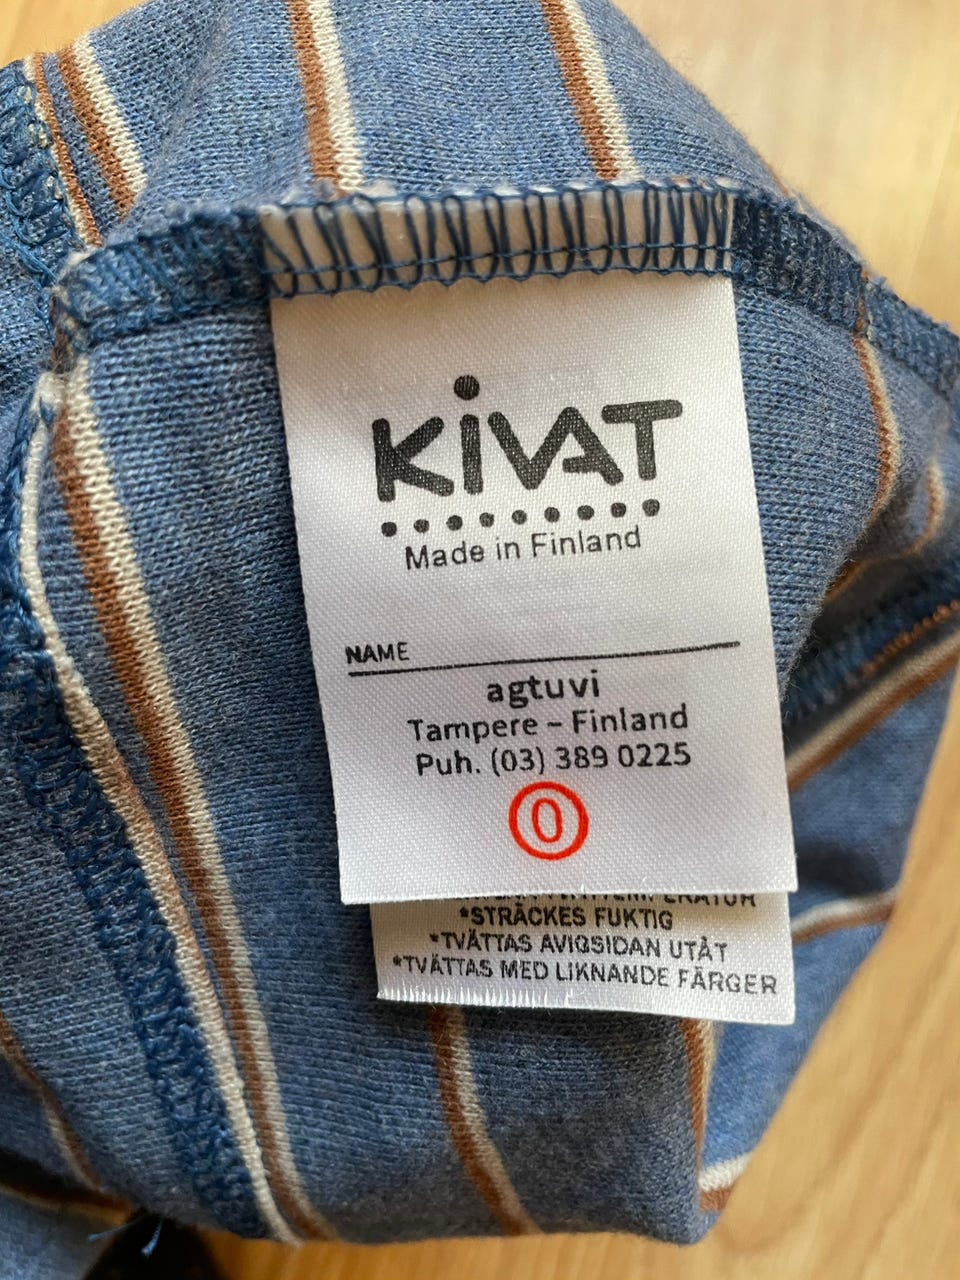 KIVAT
Made in Finland
NAME
agtuvi
Tampere – Finland
Puh. (03) 389 0225
0
*STRÄCKES FUKTIG
*TVÄTTAS AVIGSIDAN UTÅT
*TVÄTTAS MED LIKNANDE FÄRGER